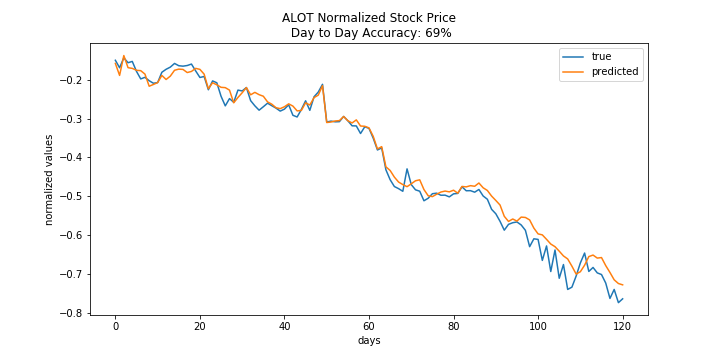 ALOT Normalized Stock Price
Day to Day Accuracy: 69%
true
predicted
normalized values
−0.2
−0.3
−0.4
−0.5
−0.6
−0.7
−0.8
0
20
40
60
80
100
120
days